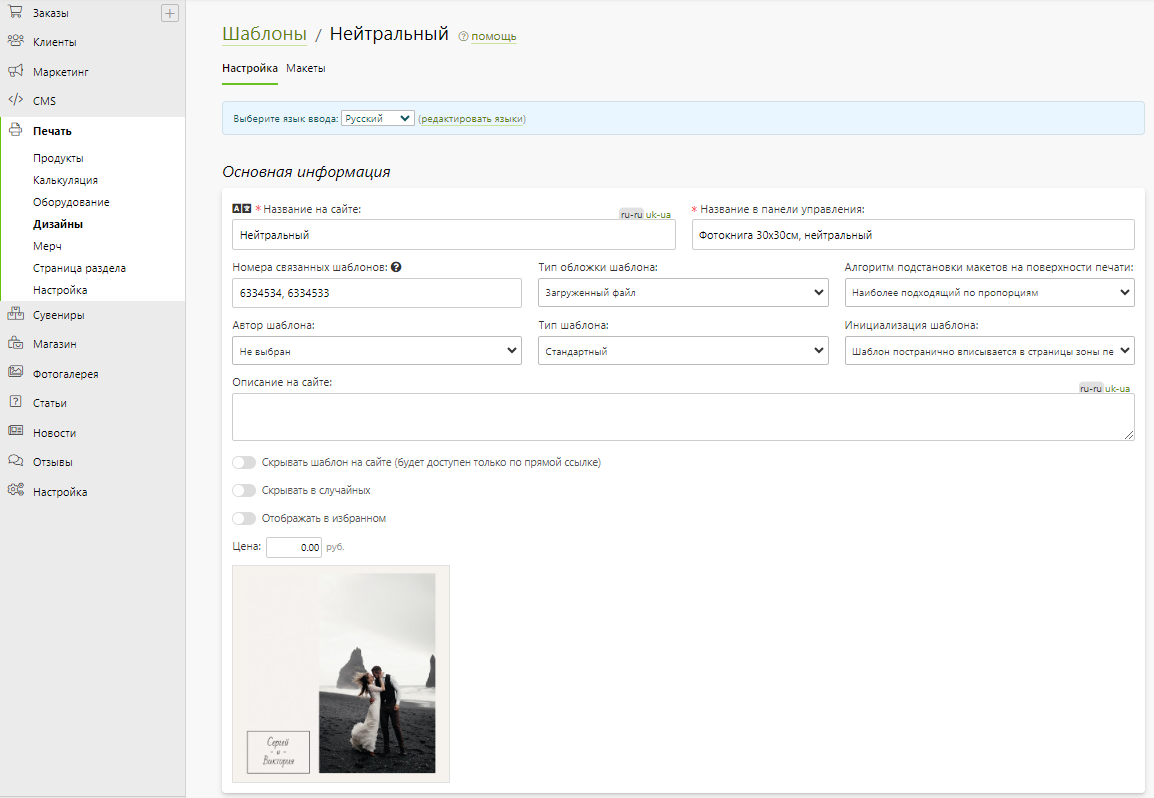 Заказы
Клиенты
Маркетинг
CMS
Печать
Продукты
Калькуляция
Оборудование
Дизайны
Мерч
Страница раздела
Настройка
Сувениры
Магазин
Фотогалерея
Статьи
Новости
Отзывы
Настройка
Шаблоны / Нейтральный ? помощь
Настройка Макеты
Выберите язык ввода: Русский (редактировать языки)
Основная информация
* Название на сайте: ru-ru uk-ua
Нейтральный
* Название в панели управления:
Фотокнига 30х30см, нейтральный
Номера связанных шаблонов: ?
6334534, 6334533
Тип обложки шаблона:
Загруженный файл
Алгоритм подстановки макетов на поверхности печати:
Наиболее подходящий по пропорциям
Автор шаблона:
Не выбран
Тип шаблона:
Стандартный
Инициализация шаблона:
Шаблон постранично вписывается в страницы зоны пе
Описание на сайте: ru-ru uk-ua
Скрывать шаблон на сайте (будет доступен только по прямой ссылке)
Скрывать в случайных
Отображать в избранном
Цена: 0.00 руб.
Сергей
- и -
Виктория